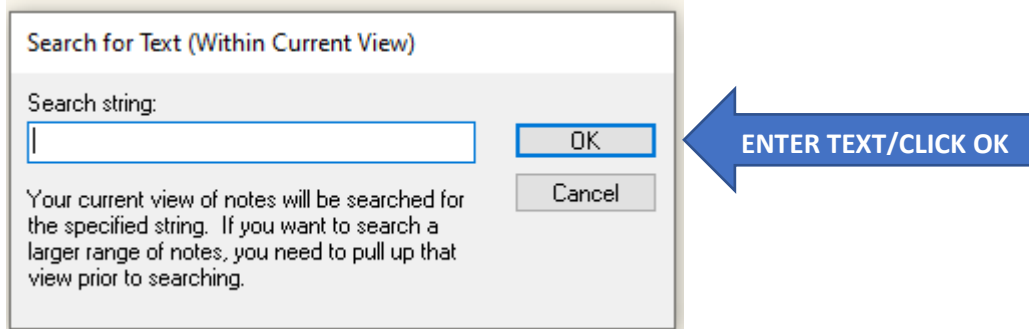 Search for Text (Within Current View)
Search string:
OK
ENTER TEXT/CLICK OK
Cancel
Your current view of notes will be searched for
the specified string.  If you want to search a
larger range of notes, you need to pull up that
view prior to searching.